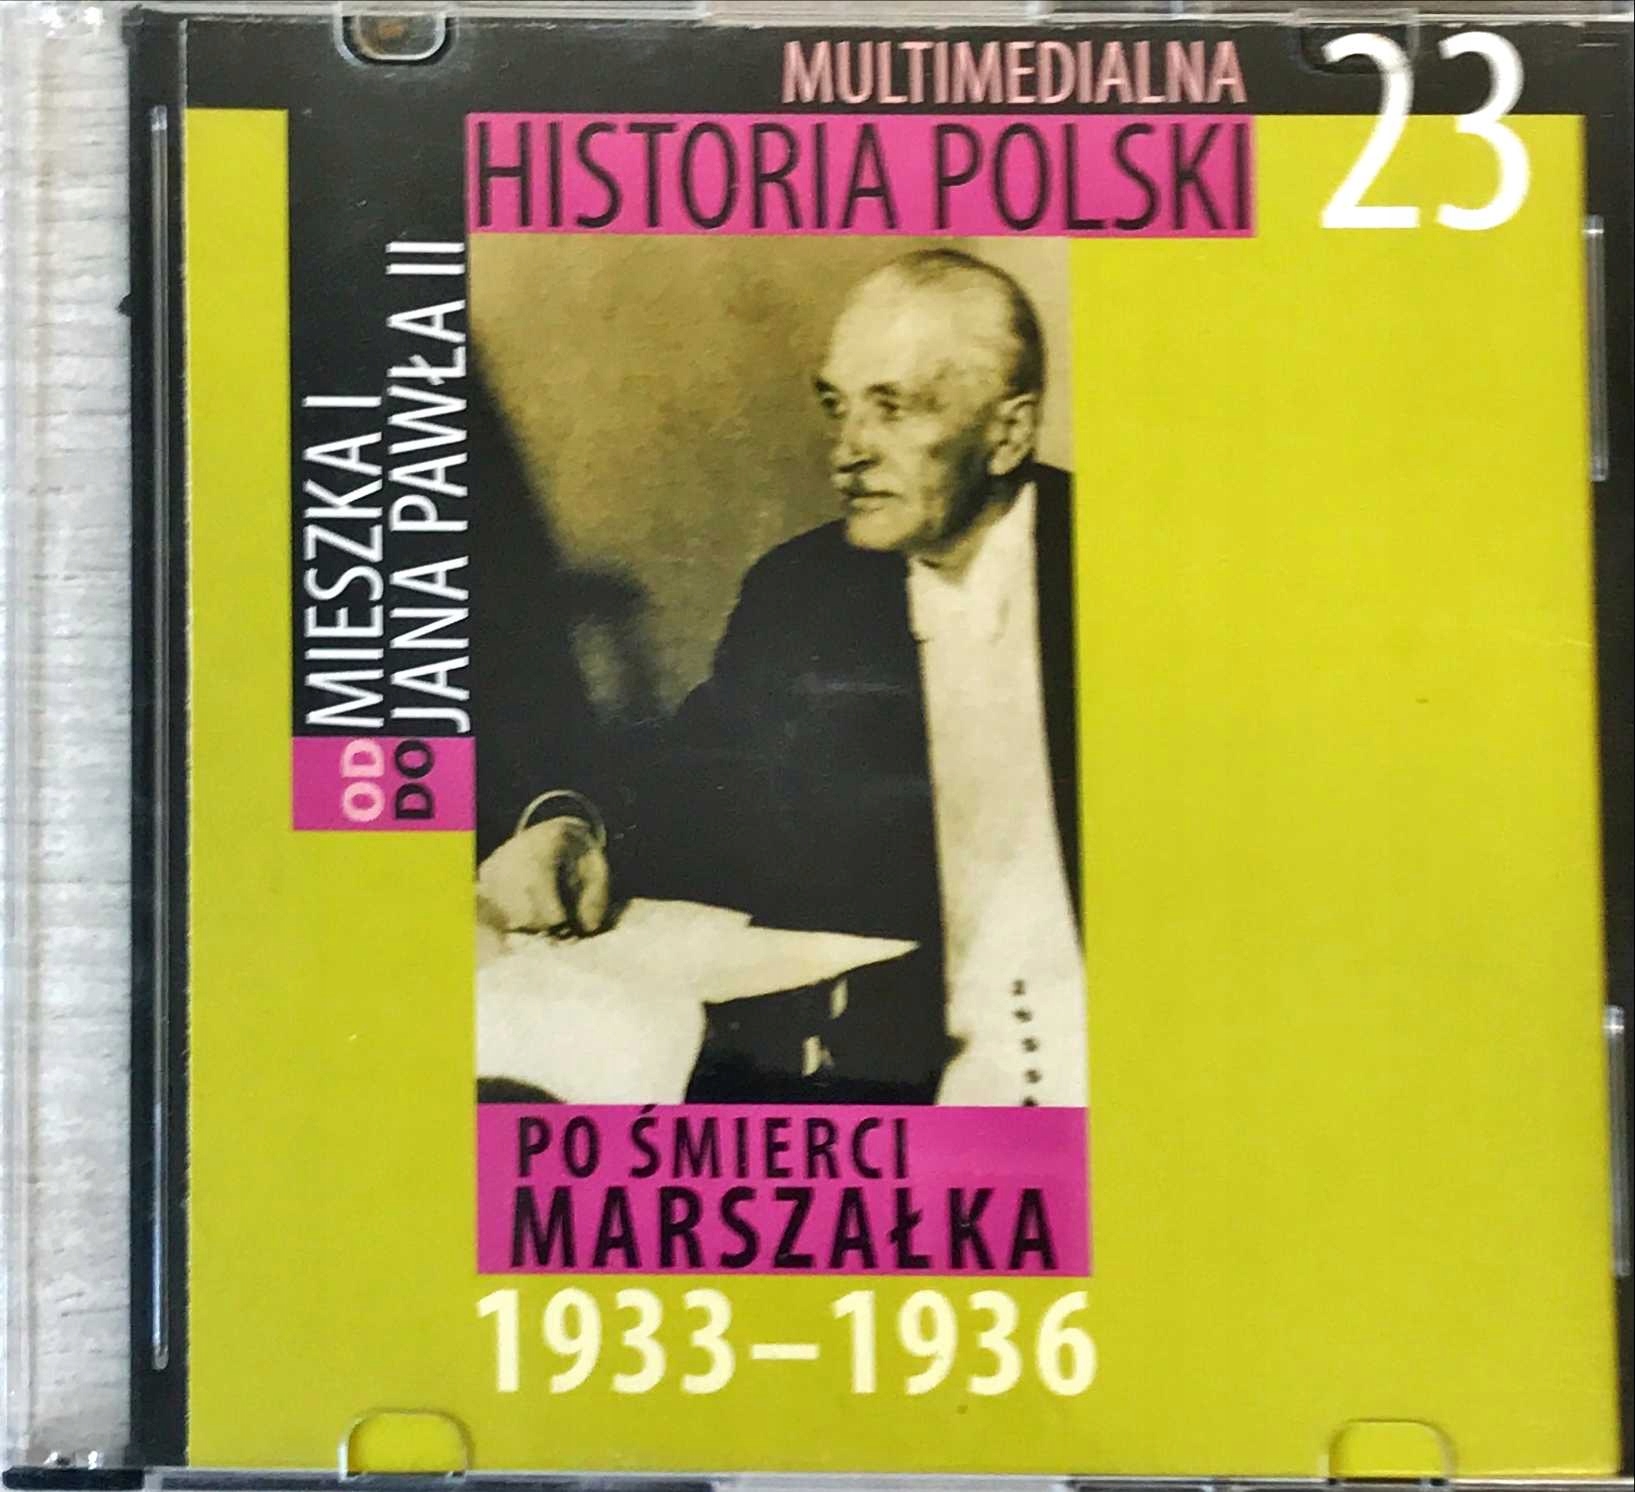 MULTIMEDIALNA
HISTORIA POLSKI
23
OD MIESZKA I
DO JANA PAWŁA II
PO ŚMIERCI
MARSZAŁKA
1933–1936